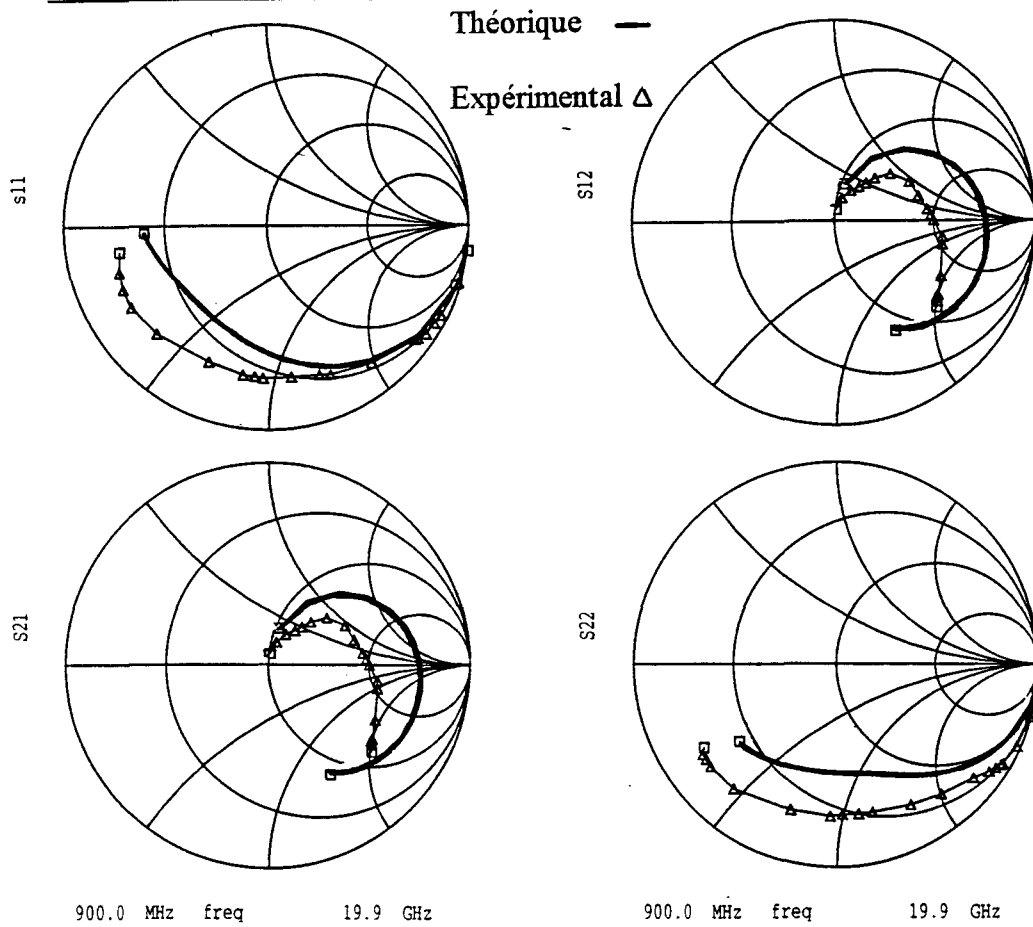 Théorique
Expérimental Δ
s11
S12
S21
S22
900.0 MHz freq 19.9 GHz
900.0 MHz freq 19.9 GHz